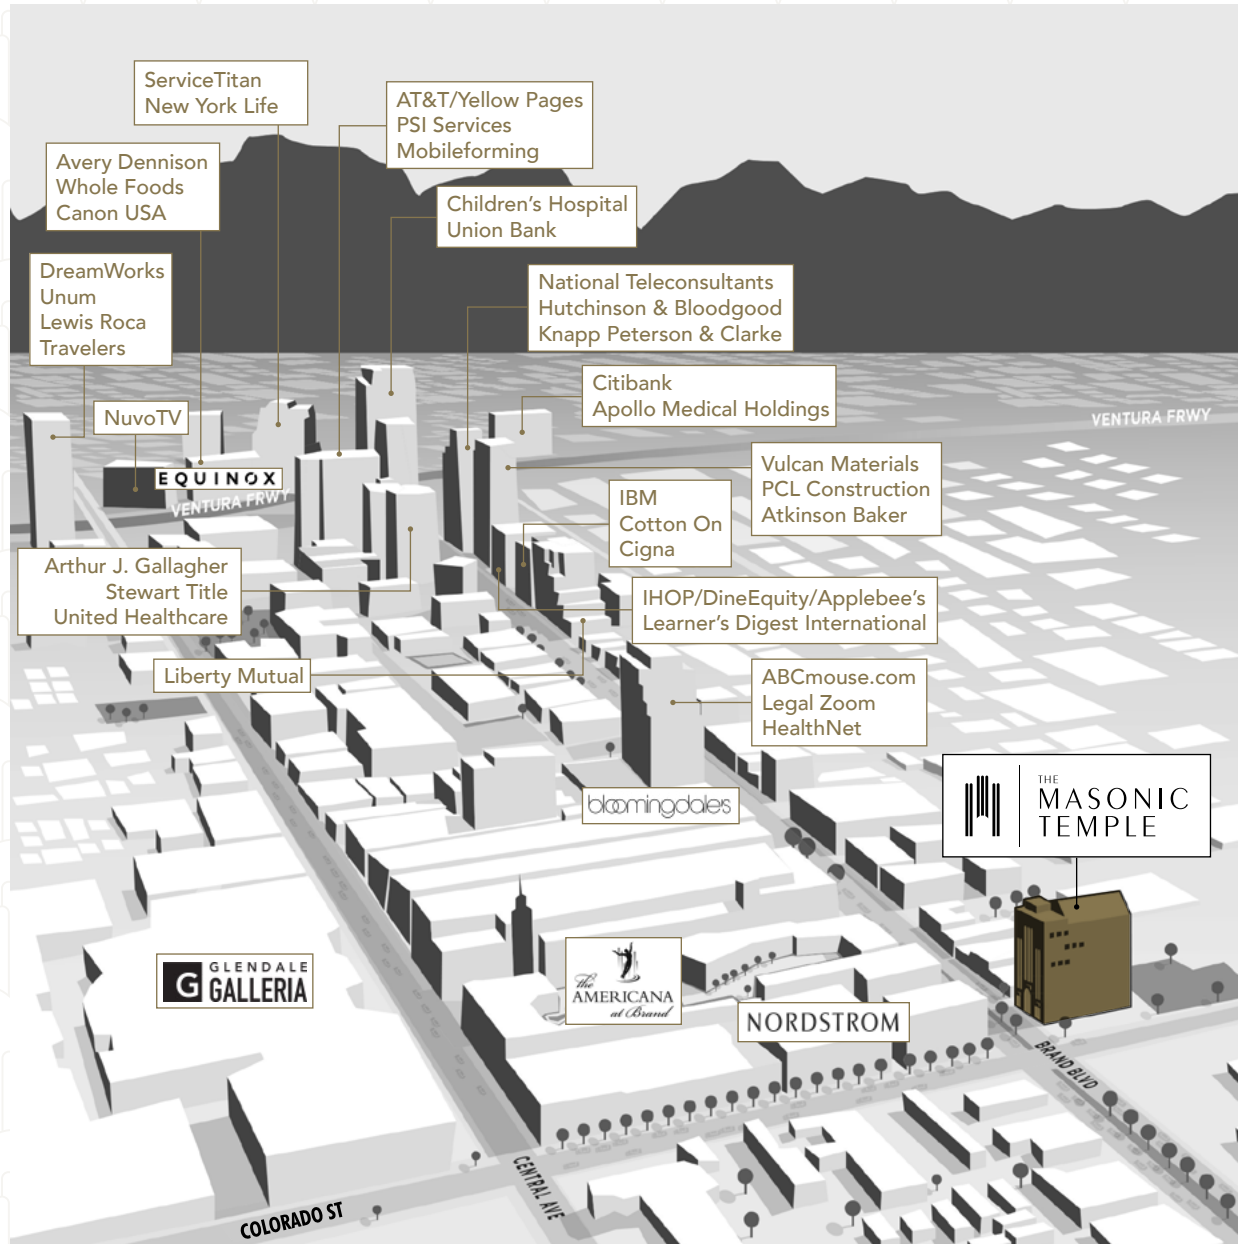 ServiceTitan
New York Life
AT&T/Yellow Pages
PSI Services
Mobileforming
Avery Dennison
Whole Foods
Canon USA
Children's Hospital
Union Bank
DreamWorks
Unum
Lewis Roca
Travelers
National Teleconsultants
Hutchinson & Bloodgood
Knapp Peterson & Clarke
Citibank
Apollo Medical Holdings
NuvoTV
VENTURA FRWY
EQUINOX
VENTURA FRWY
Vulcan Materials
PCL Construction
Atkinson Baker
IBM
Cotton On
Cigna
Arthur J. Gallagher
Stewart Title
United Healthcare
IHOP/DineEquity/Applebee's
Learner's Digest International
Liberty Mutual
ABCmouse.com
Legal Zoom
HealthNet
bloomingdale's
THE
MASONIC
TEMPLE
G GLENDALE
GALLERIA
the
AMERICANA
at Brand
NORDSTROM
BRAND BLVD
CENTRAL AVE
COLORADO ST